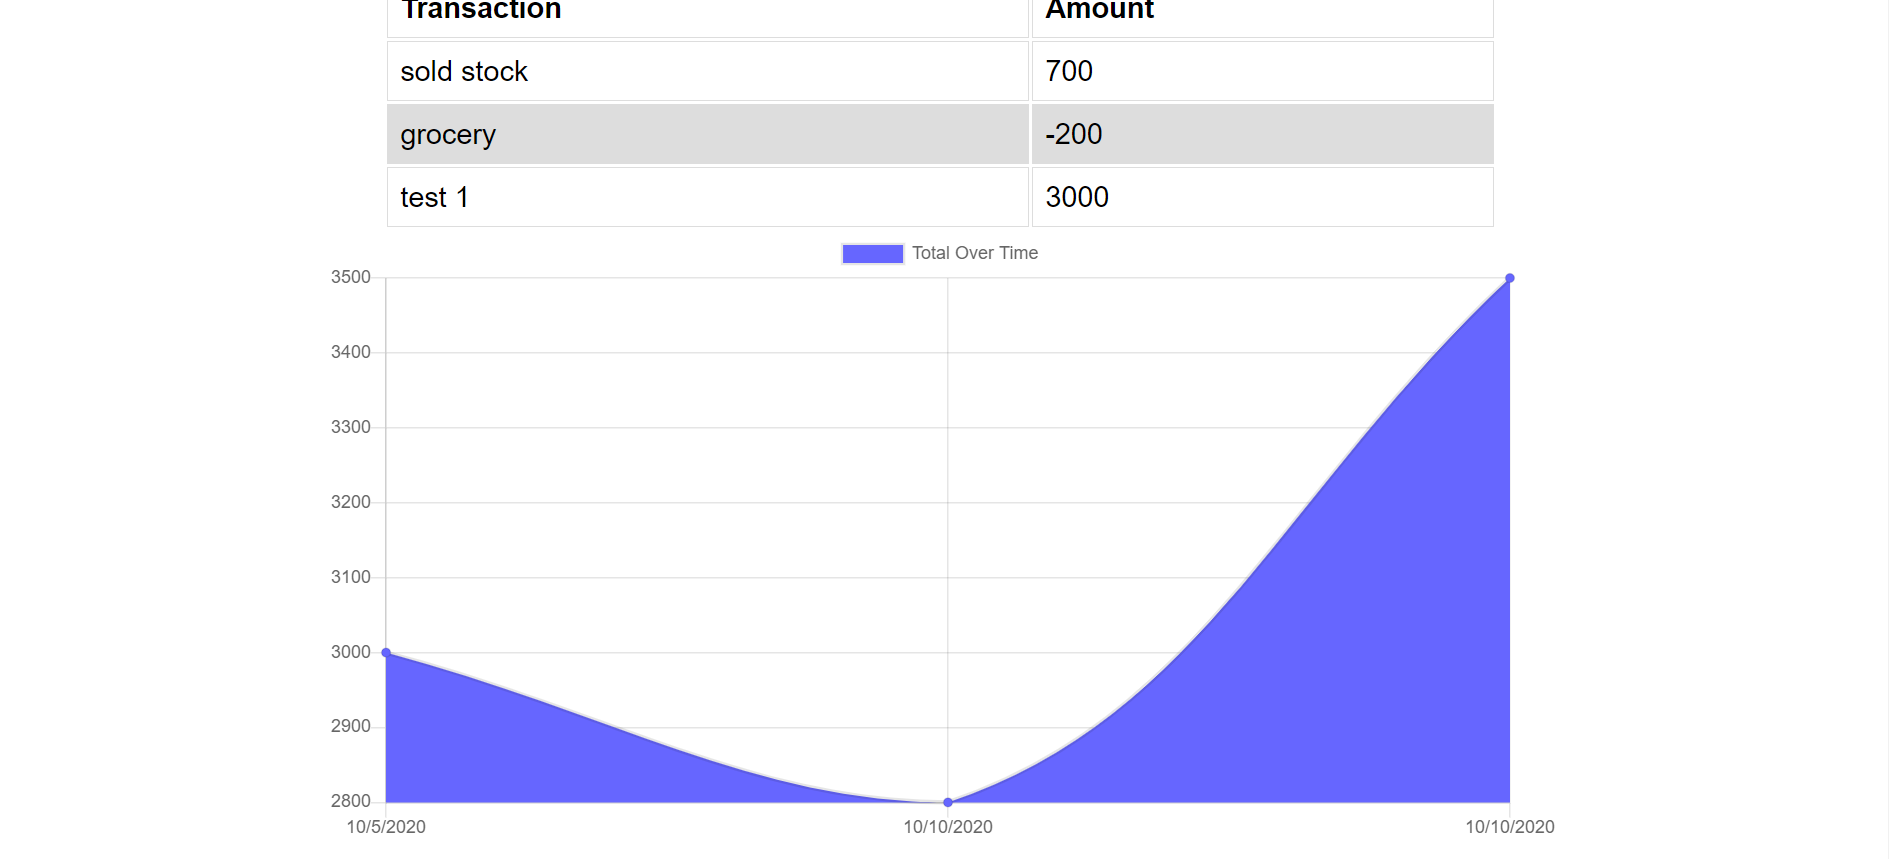 Transaction Amount
sold stock 700
grocery -200
test 1 3000
Total Over Time
3500
3400
3300
3200
3100
3000
2900
2800
10/5/2020 10/10/2020 10/10/2020